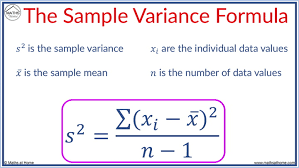 The Sample Variance Formula
s² is the sample variance
xᵢ are the individual data values
x̄ is the sample mean
n is the number of data values
s² = ∑(xᵢ − x̄)² / n − 1
© Maths at Home
www.mathsathome.com